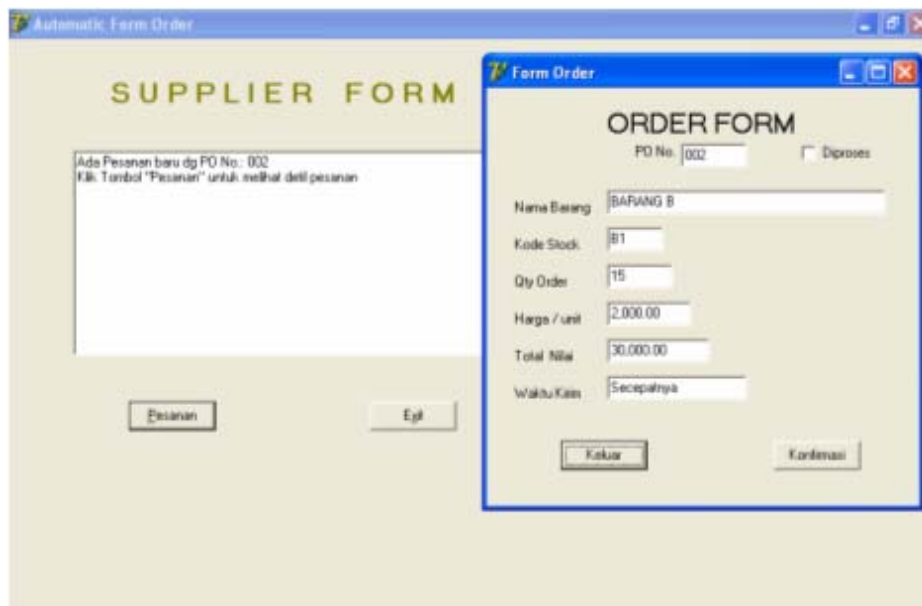 Automatic Form Order
SUPPLIER FORM
Ada Pesanan baru dg PO No.: 002
Klik Tombol "Pesanan" untuk melihat detil pesanan
Pesanan
Exit
Form Order
ORDER FORM
PO No. 002
Diproses
Nama Barang BARANG B
Kode Stock B1
Qty Order 15
Harga / unit 2,000.00
Total Nilai 30,000.00
Waktu Kirim Secepatnya
Keluar
Konfirmasi